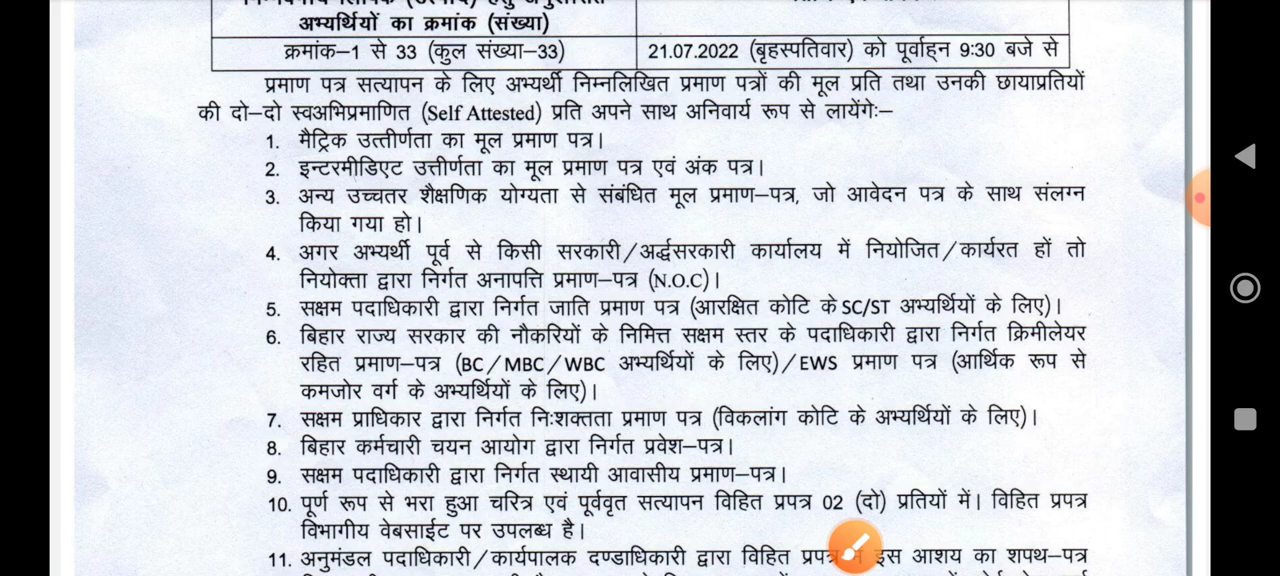 अभ्यर्थियों का क्रमांक (संख्या)
क्रमांक–1 से 33 (कुल संख्या–33) 21.07.2022 (बृहस्पतिवार) को पूर्वाह्न 9:30 बजे से
प्रमाण पत्र सत्यापन के लिए अभ्यर्थी निम्नलिखित प्रमाण पत्रों की मूल प्रति तथा उनकी छायाप्रतियों
की दो–दो स्वअभिप्रमाणित (Self Attested) प्रति अपने साथ अनिवार्य रूप से लायेंगेः–
1. मैट्रिक उत्तीर्णता का मूल प्रमाण पत्र।
2. इन्टरमीडिएट उत्तीर्णता का मूल प्रमाण पत्र एवं अंक पत्र।
3. अन्य उच्चतर शैक्षणिक योग्यता से संबंधित मूल प्रमाण–पत्र, जो आवेदन पत्र के साथ संलग्न
किया गया हो।
4. अगर अभ्यर्थी पूर्व से किसी सरकारी/अर्द्धसरकारी कार्यालय में नियोजित/कार्यरत हों तो
नियोक्ता द्वारा निर्गत अनापत्ति प्रमाण–पत्र (N.O.C)।
5. सक्षम पदाधिकारी द्वारा निर्गत जाति प्रमाण पत्र (आरक्षित कोटि के SC/ST अभ्यर्थियों के लिए)।
6. बिहार राज्य सरकार की नौकरियों के निमित्त सक्षम स्तर के पदाधिकारी द्वारा निर्गत क्रिमीलेयर
रहित प्रमाण–पत्र (BC/MBC/WBC अभ्यर्थियों के लिए)/EWS प्रमाण पत्र (आर्थिक रूप से
कमजोर वर्ग के अभ्यर्थियों के लिए)।
7. सक्षम प्राधिकार द्वारा निर्गत निःशक्तता प्रमाण पत्र (विकलांग कोटि के अभ्यर्थियों के लिए)।
8. बिहार कर्मचारी चयन आयोग द्वारा निर्गत प्रवेश–पत्र।
9. सक्षम पदाधिकारी द्वारा निर्गत स्थायी आवासीय प्रमाण–पत्र।
10. पूर्ण रूप से भरा हुआ चरित्र एवं पूर्ववृत सत्यापन विहित प्रपत्र 02 (दो) प्रतियों में। विहित प्रपत्र
विभागीय वेबसाईट पर उपलब्ध है।
11. अनुमंडल पदाधिकारी/कार्यपालक दण्डाधिकारी द्वारा विहित इस आशय का शपथ–पत्र